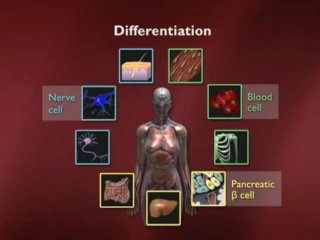 Differentiation
Nerve
cell
Blood
cell
Pancreatic
β cell